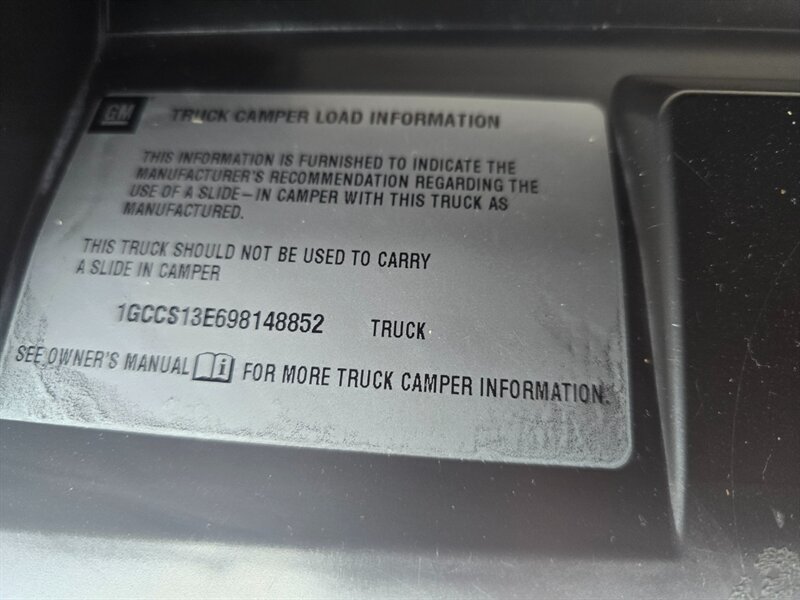 GM TRUCK CAMPER LOAD INFORMATION
THIS INFORMATION IS FURNISHED TO INDICATE THE
MANUFACTURER'S RECOMMENDATION REGARDING THE
USE OF A SLIDE-IN CAMPER WITH THIS TRUCK AS
MANUFACTURED.
THIS TRUCK SHOULD NOT BE USED TO CARRY
A SLIDE IN CAMPER
1GCCS13E698148852 TRUCK
SEE OWNER'S MANUAL FOR MORE TRUCK CAMPER INFORMATION.